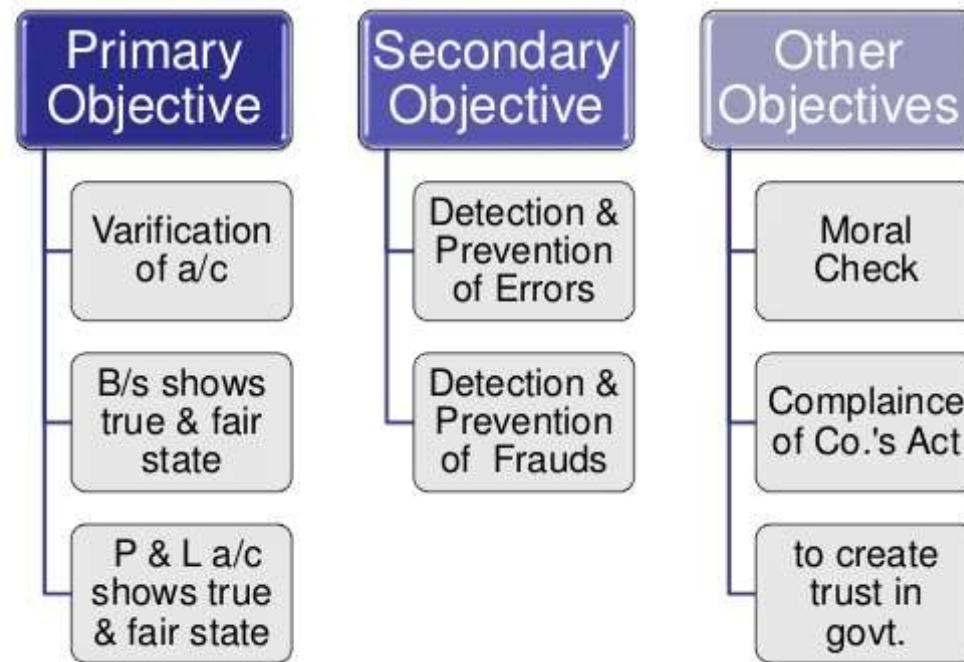 Primary
Objective
Varification
of a/c
B/s shows
true & fair
state
P & L a/c
shows true
& fair state
Secondary
Objective
Detection &
Prevention
of Errors
Detection &
Prevention
of Frauds
Other
Objectives
Moral
Check
Complaince
of Co.'s Act
to create
trust in
govt.